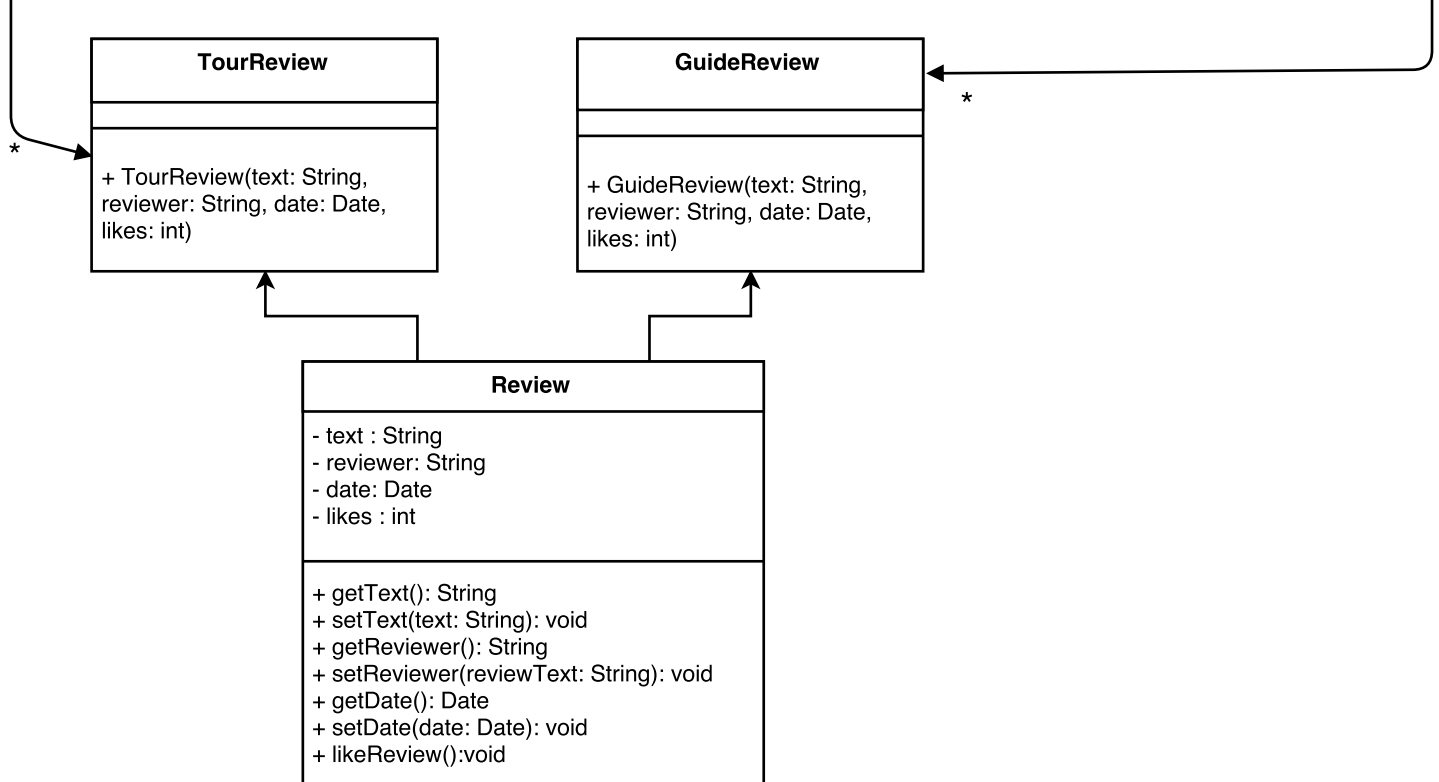 TourReview
+ TourReview(text: String,
reviewer: String, date: Date,
likes: int)
*
GuideReview
+ GuideReview(text: String,
reviewer: String, date: Date,
likes: int)
*
Review
- text : String
- reviewer: String
- date: Date
- likes : int
+ getText(): String
+ setText(text: String): void
+ getReviewer(): String
+ setReviewer(reviewText: String): void
+ getDate(): Date
+ setDate(date: Date): void
+ likeReview():void